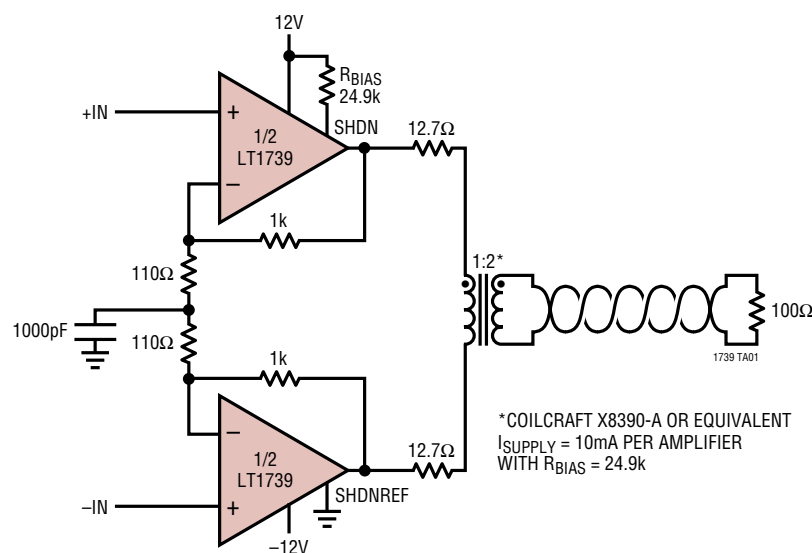 12V
RBIAS
24.9k
SHDN
+IN
+
1/2
LT1739
–
12.7Ω
1k
110Ω
1:2*
1000pF
110Ω
100Ω
1739 TA01
1k
–
1/2
LT1739
+
12.7Ω
–IN
SHDNREF
–12V
*COILCRAFT X8390-A OR EQUIVALENT
ISUPPLY = 10mA PER AMPLIFIER
WITH RBIAS = 24.9k